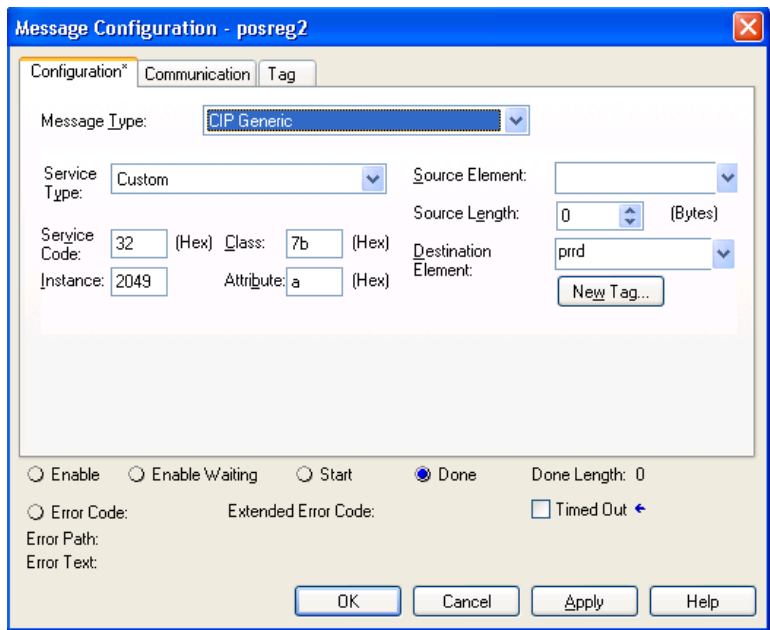 Message Configuration - posreg2
Configuration* Communication Tag
Message Type: CIP Generic
Service Type: Custom
Source Element:
Source Length: 0 (Bytes)
Service Code: 32 (Hex) Class: 7b (Hex)
Destination Element: prrd
Instance: 2049 Attribute: a (Hex)
New Tag...
Enable Enable Waiting Start Done Done Length: 0
Error Code: Extended Error Code: Timed Out
Error Path:
Error Text:
OK Cancel Apply Help